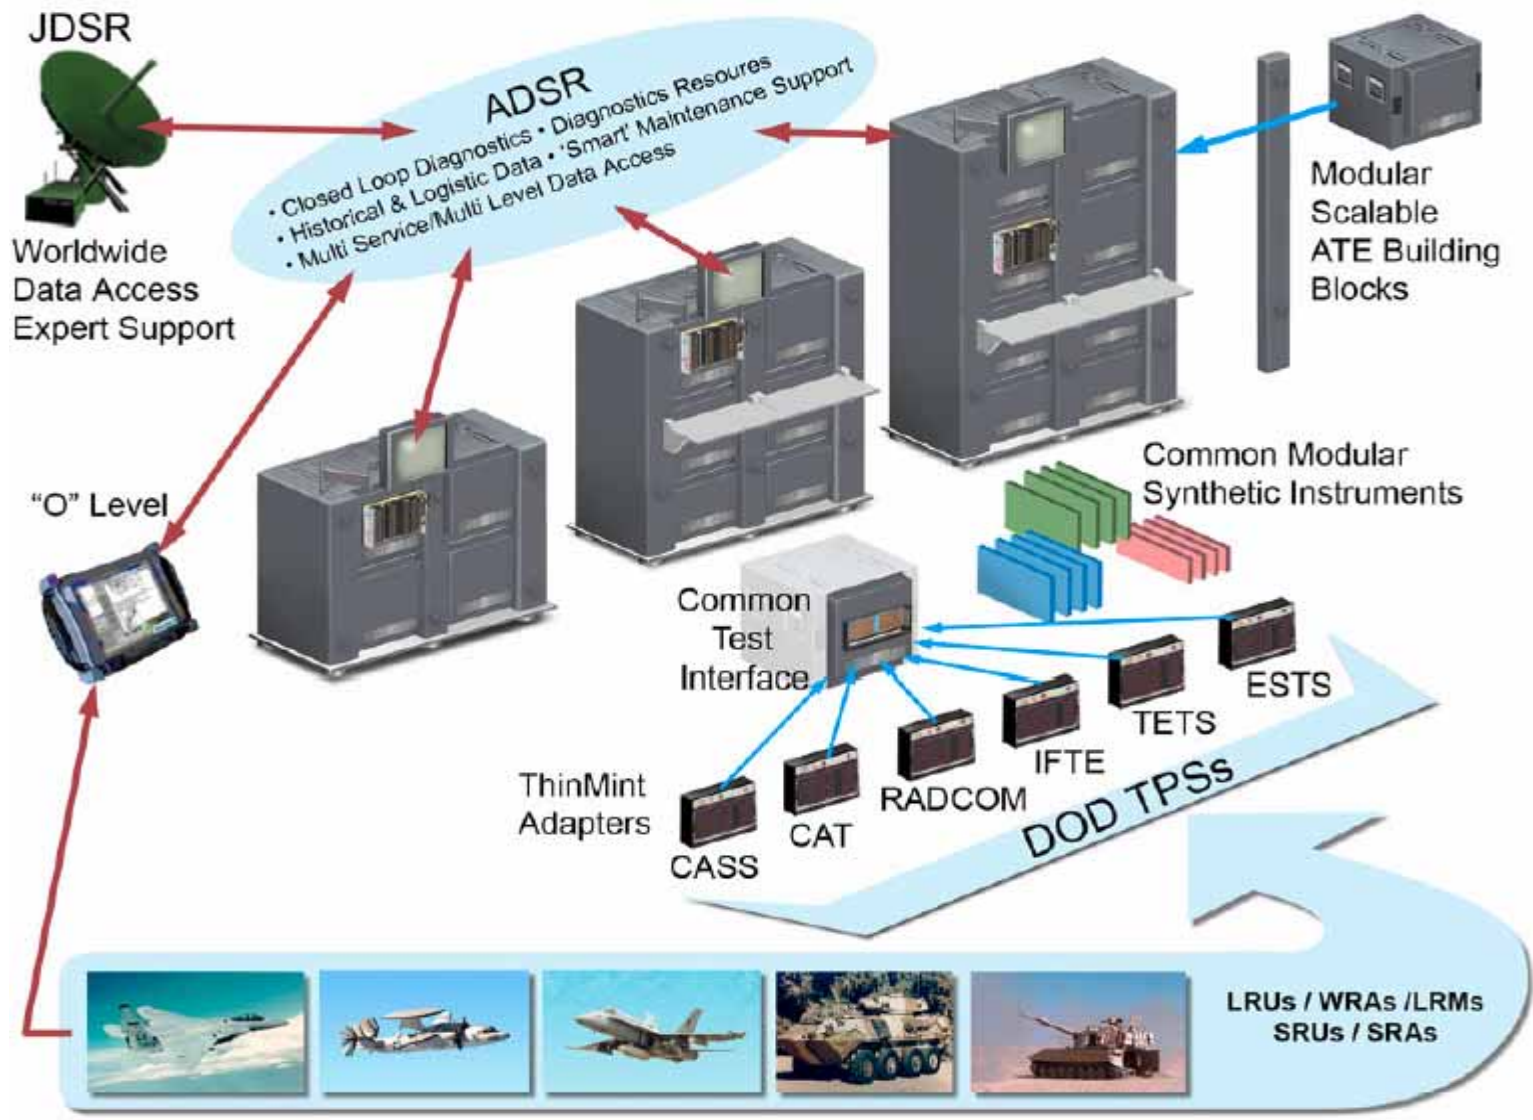 JDSR
Worldwide
Data Access
Expert Support
ADSR
• Closed Loop Diagnostics • Diagnostics Resoures
• Historical & Logistic Data • 'Smart' Maintenance Support
• Multi Service/Multi Level Data Access
Modular
Scalable
ATE Building
Blocks
"O" Level
Common Modular
Synthetic Instruments
Common
Test
Interface
ThinMint
Adapters
CASS
CAT
RADCOM
IFTE
TETS
ESTS
DOD TPSs
LRUs / WRAs /LRMs
SRUs / SRAs